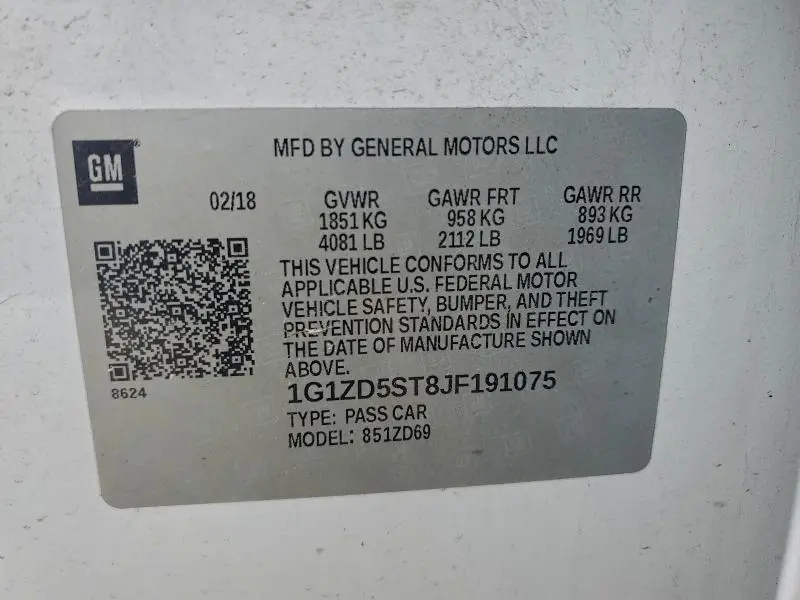 GM
MFD BY GENERAL MOTORS LLC
02/18 GVWR GAWR FRT GAWR RR
1851 KG 958 KG 893 KG
4081 LB 2112 LB 1969 LB
THIS VEHICLE CONFORMS TO ALL
APPLICABLE U.S. FEDERAL MOTOR
VEHICLE SAFETY, BUMPER, AND THEFT
PREVENTION STANDARDS IN EFFECT ON
THE DATE OF MANUFACTURE SHOWN
ABOVE.
8624
1G1ZD5ST8JF191075
TYPE: PASS CAR
MODEL: 851ZD69